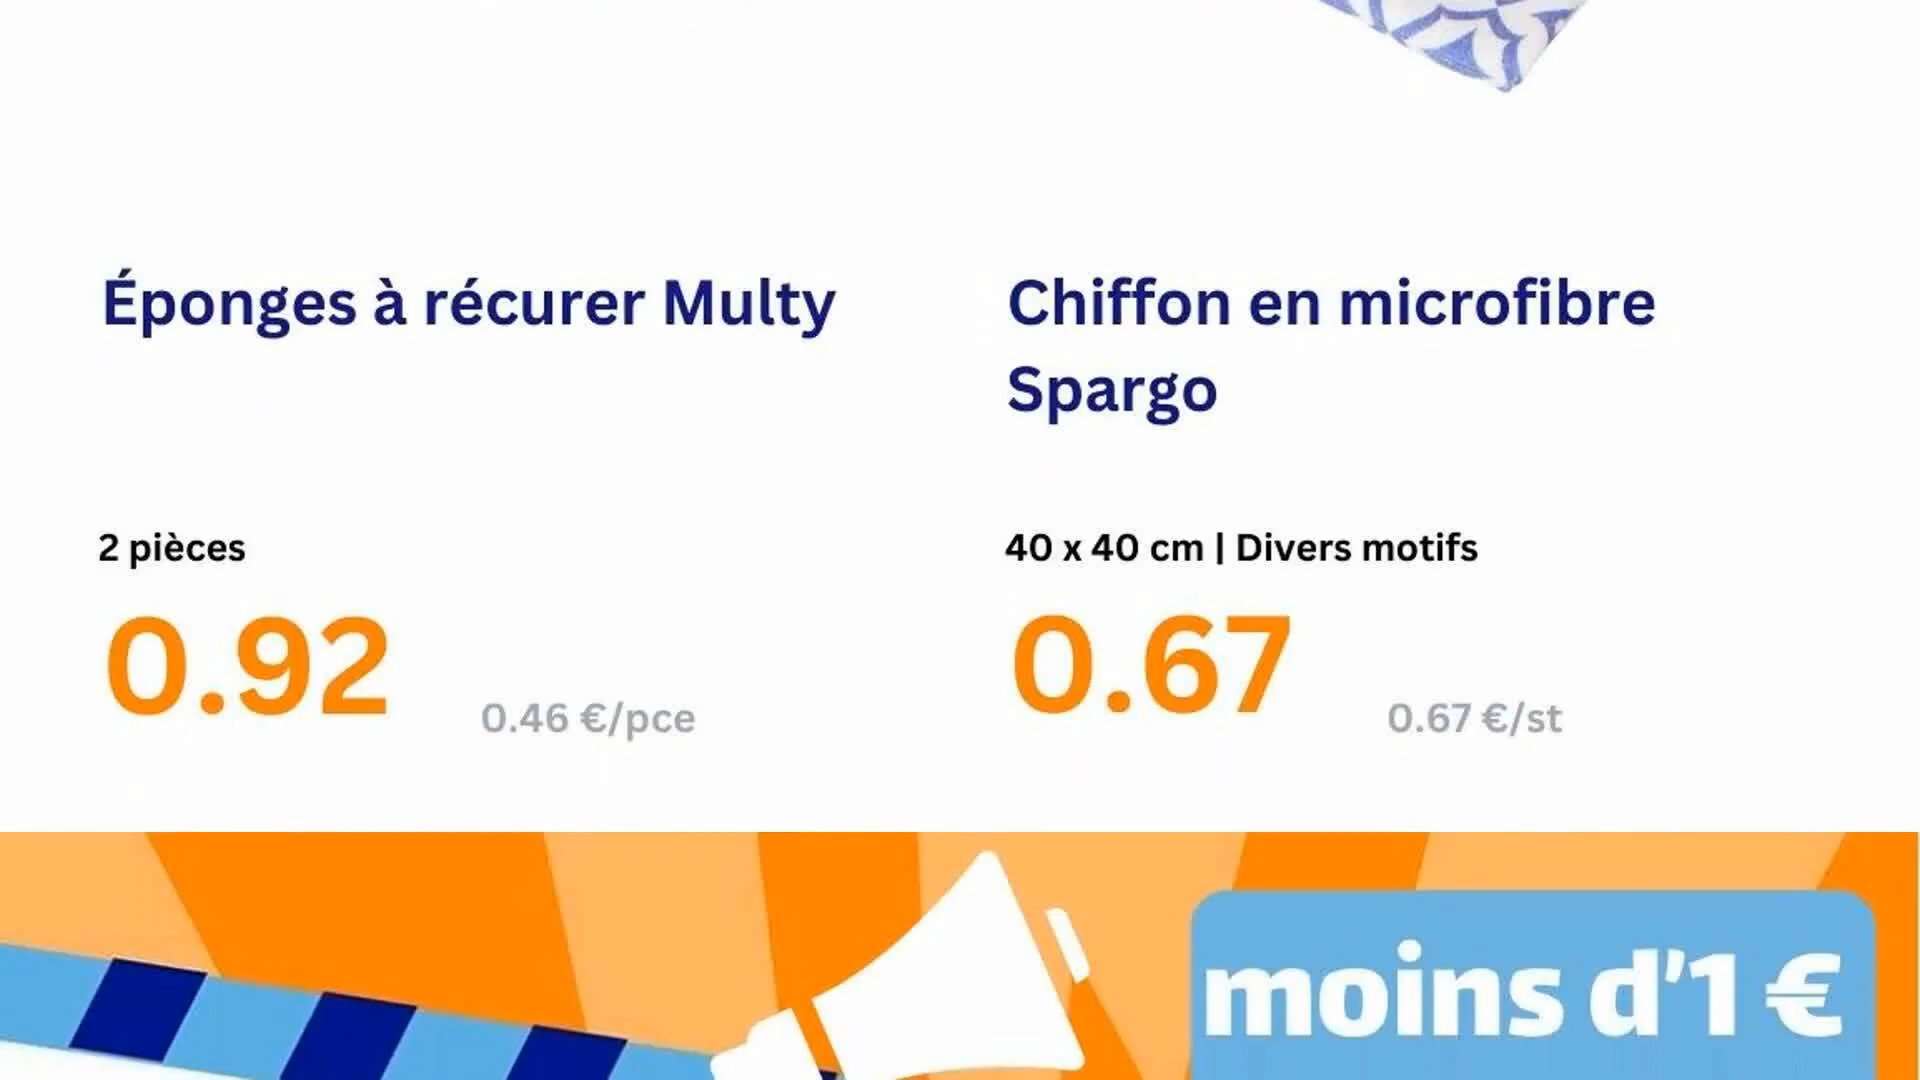 Éponges à récurer Multy
2 pièces
0.92
0.46 €/pce
Chiffon en microfibre
Spargo
40 x 40 cm | Divers motifs
0.67
0.67 €/st
moins d'1 €